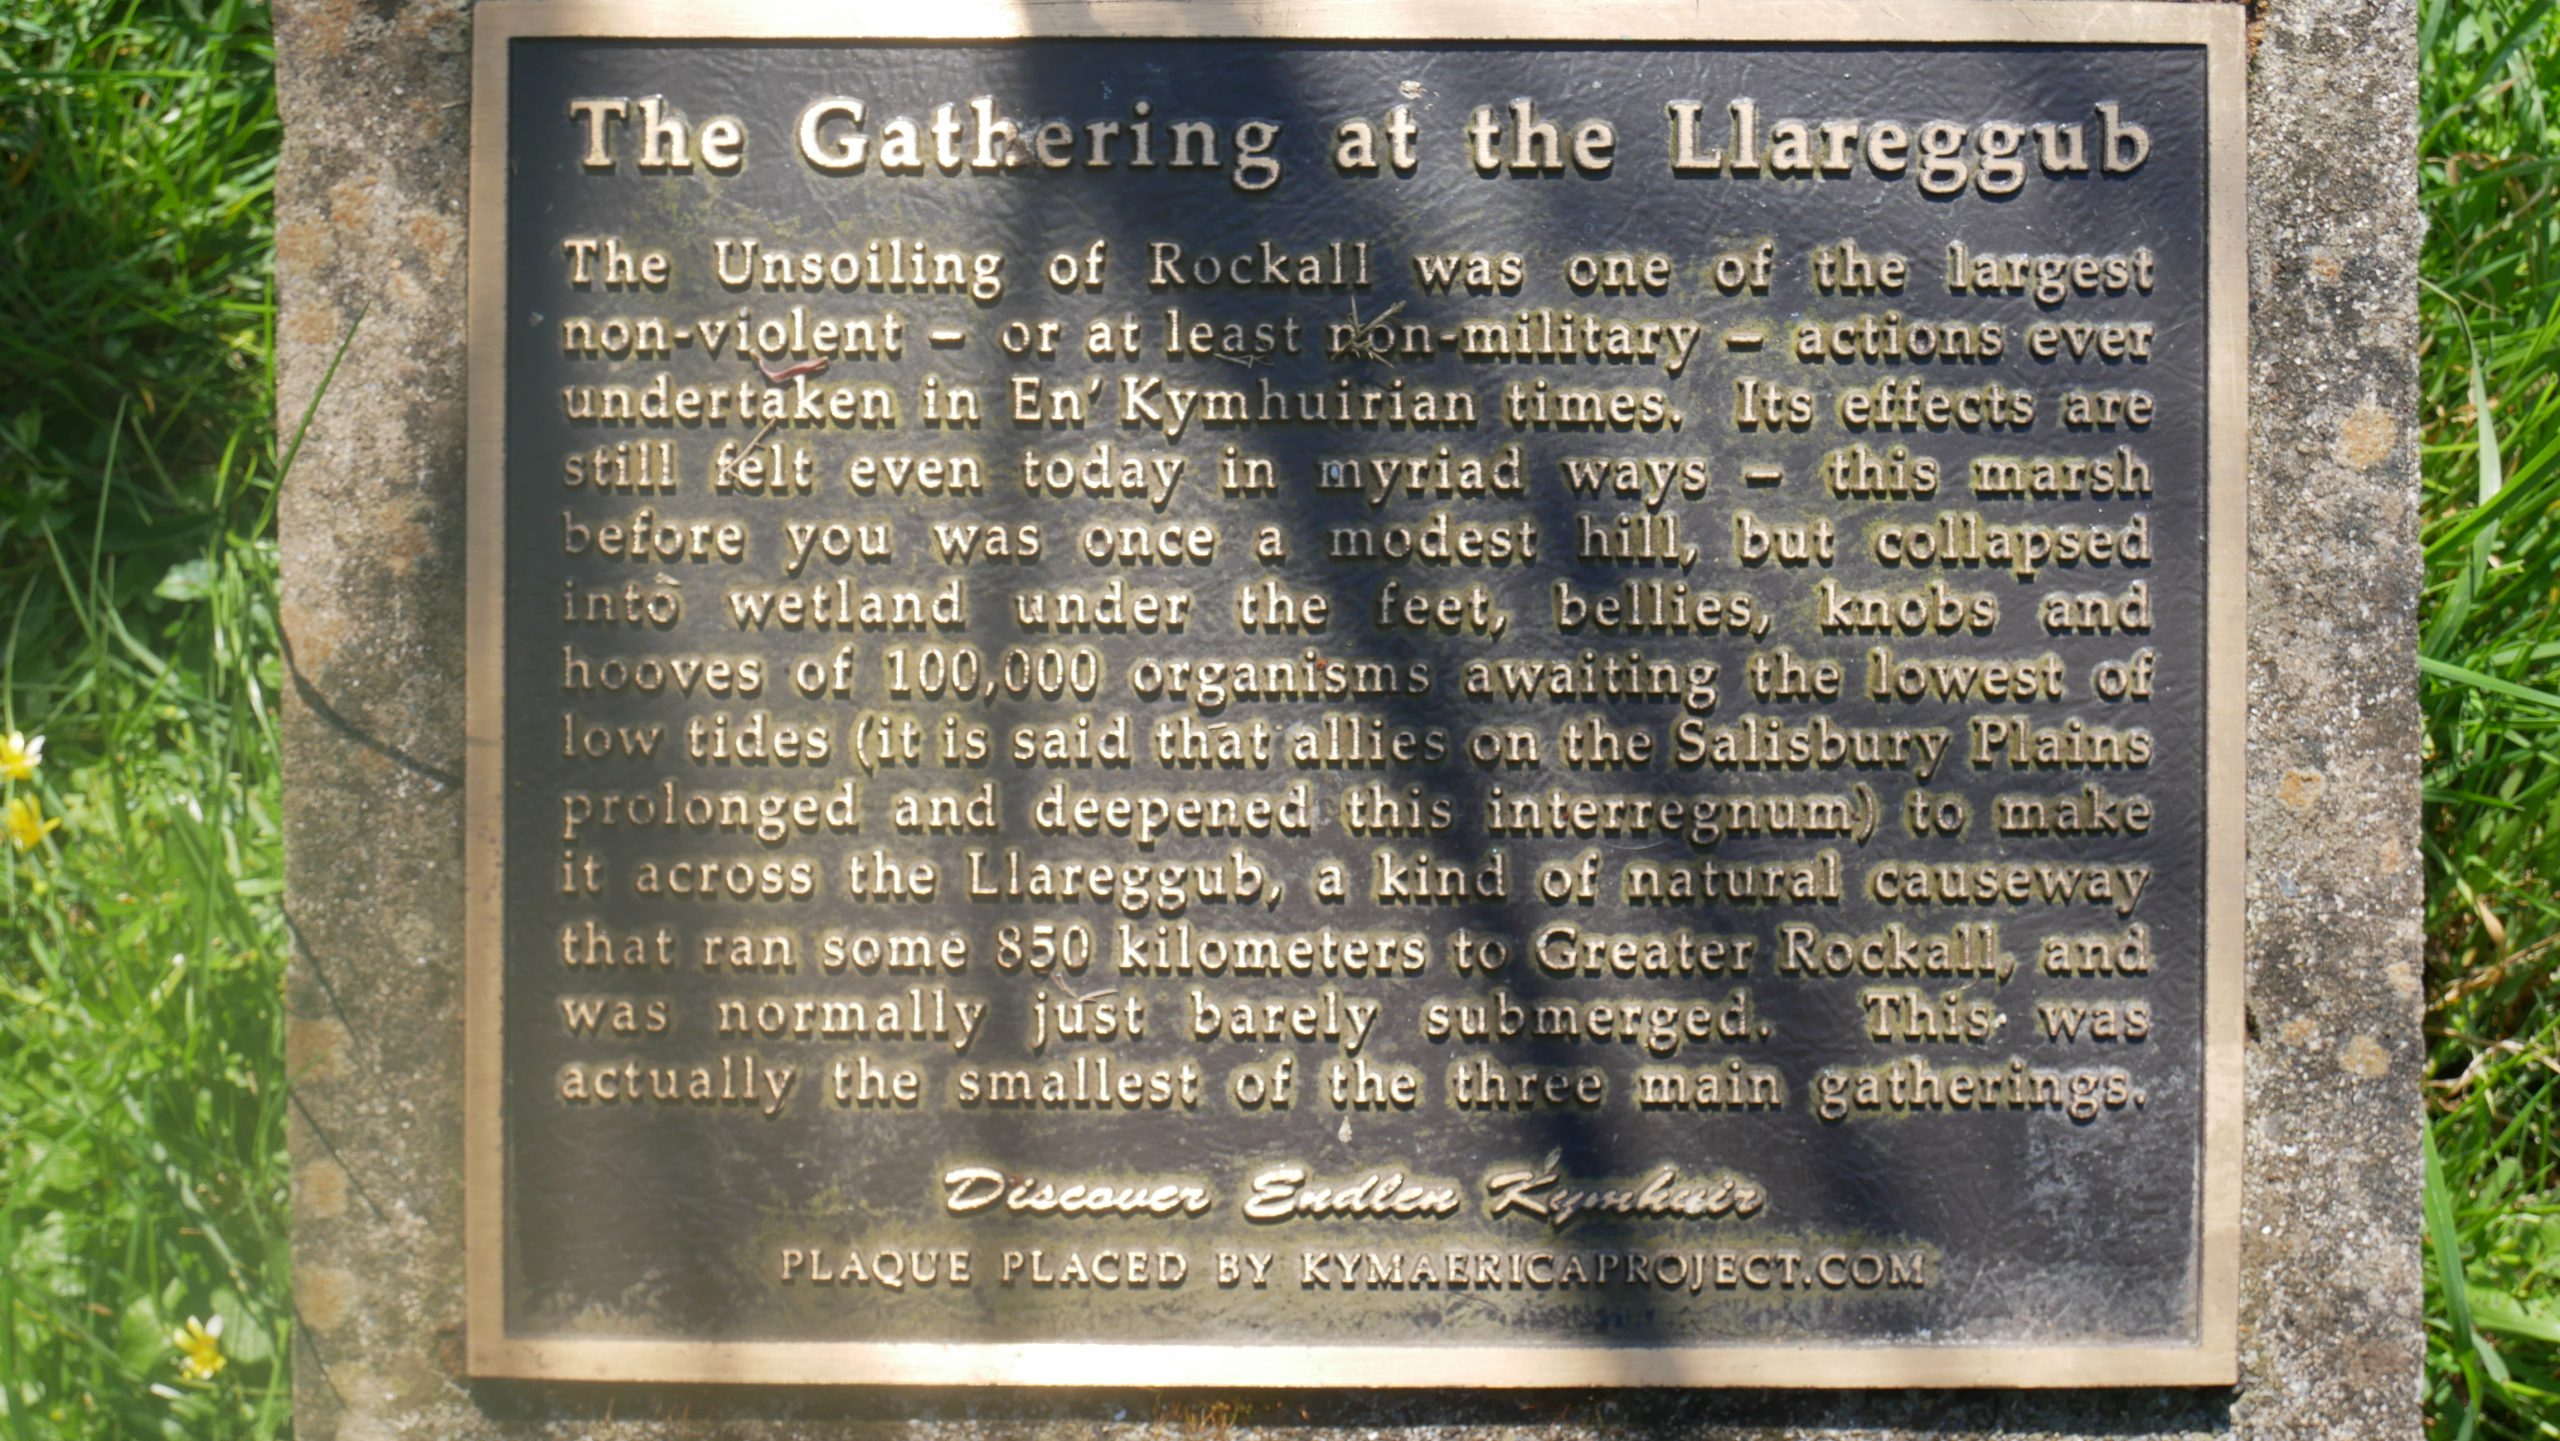 The Gathering at the Llareggub
The Unsoiling of Rockall was one of the largest
non-violent – or at least non-military – actions ever
undertaken in En' Kymhuirian times. Its effects are
still felt even today in myriad ways – this marsh
before you was once a modest hill, but collapsed
into wetland under the feet, bellies, knobs and
hooves of 100,000 organisms awaiting the lowest of
low tides (it is said that allies on the Salisbury Plains
prolonged and deepened this interregnum) to make
it across the Llareggub, a kind of natural causeway
that ran some 850 kilometers to Greater Rockall, and
was normally just barely submerged. This was
actually the smallest of the three main gatherings.
Discover Endlen Kymhuir
PLAQUE PLACED BY KYMAERICAPROJECT.COM